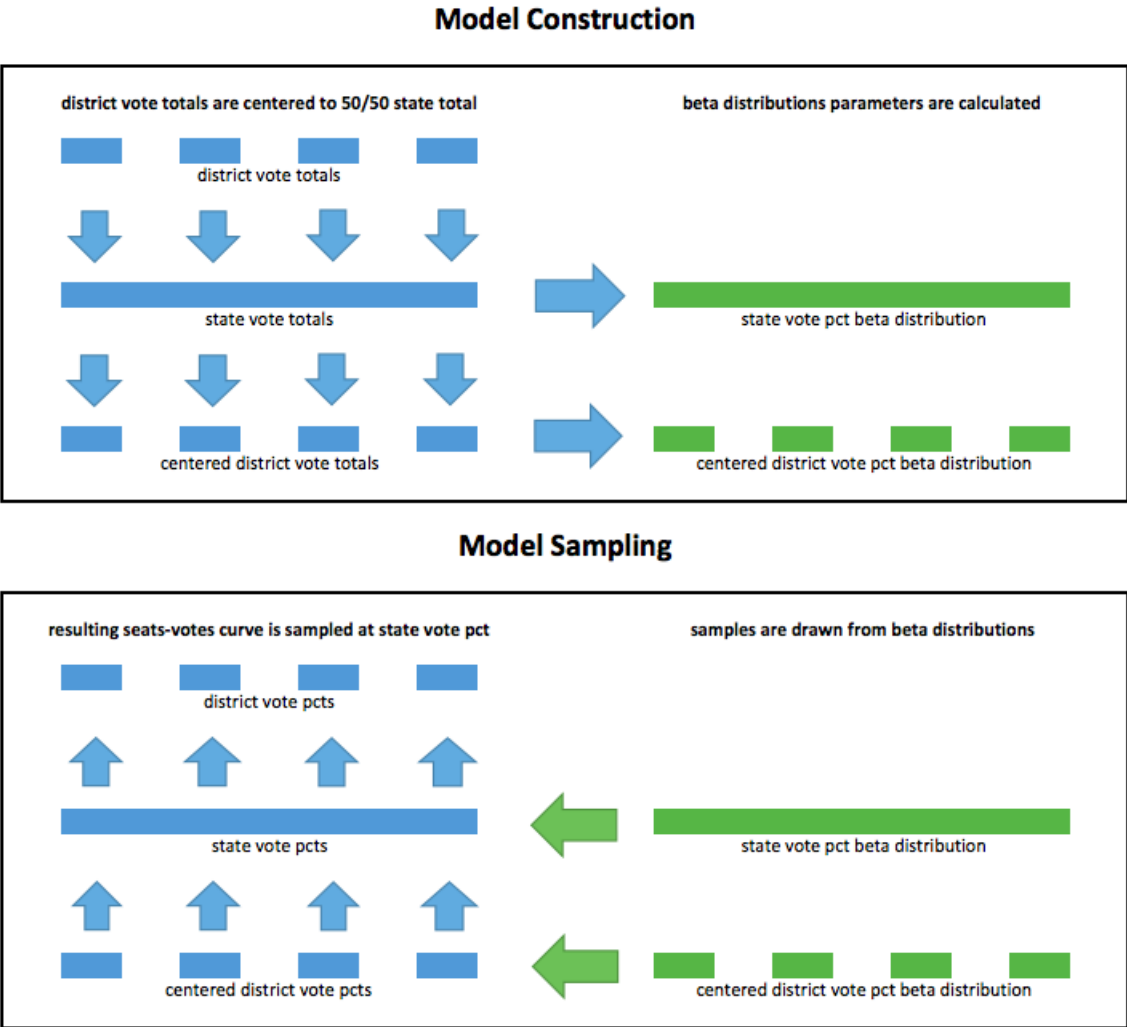 Model Construction
district vote totals are centered to 50/50 state total
beta distributions parameters are calculated
district vote totals
state vote totals
state vote pct beta distribution
centered district vote totals
centered district vote pct beta distribution
Model Sampling
resulting seats-votes curve is sampled at state vote pct
samples are drawn from beta distributions
district vote pcts
state vote pcts
state vote pct beta distribution
centered district vote pcts
centered district vote pct beta distribution